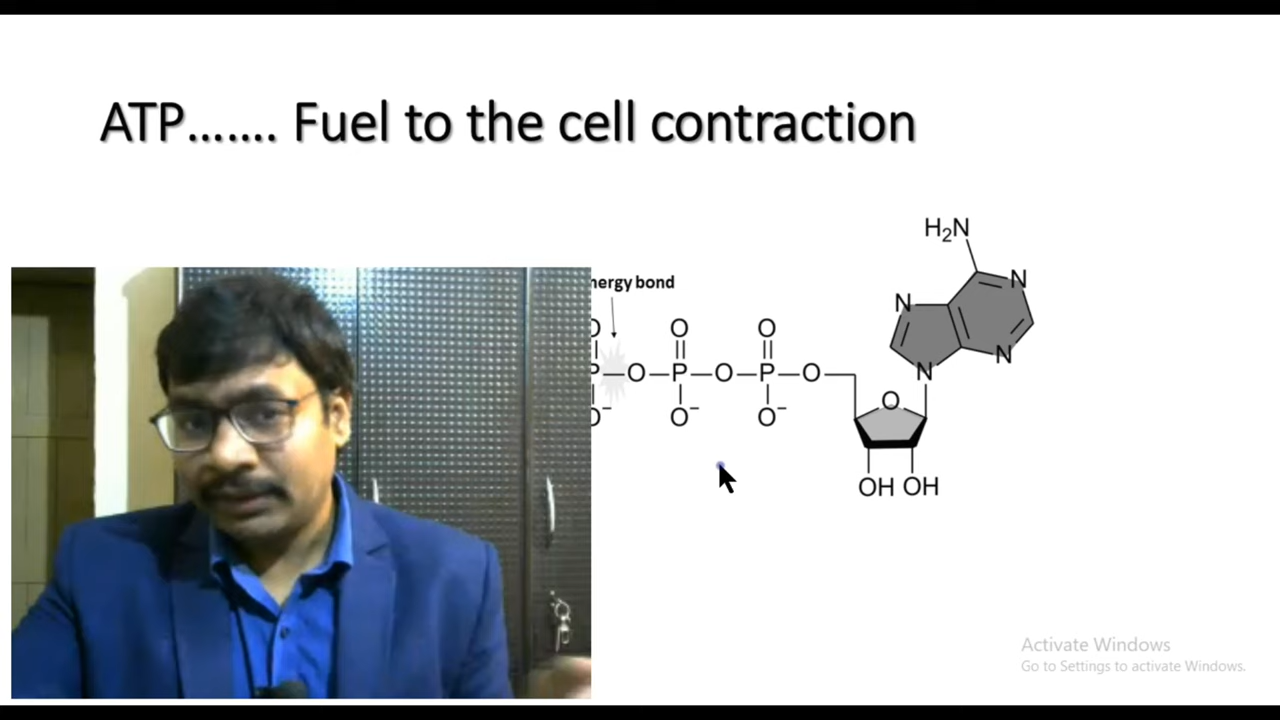 ATP....... Fuel to the cell contraction
H₂N
nergy bond
N
N
O
O
O
N
N
P—O—P—O—P—O
O
O⁻
O⁻
O⁻
OH OH
Activate Windows
Go to Settings to activate Windows.